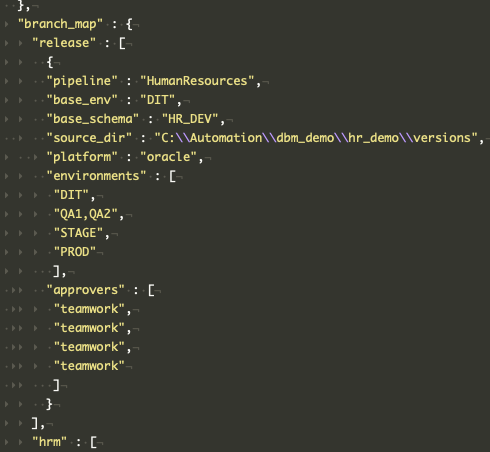 },
"branch_map" : {
"release" : [
{
"pipeline" : "HumanResources",
"base_env" : "DIT",
"base_schema" : "HR_DEV",
"source_dir" : "C:\\Automation\\dbm_demo\\hr_demo\\versions",
"platform" : "oracle",
"environments" : [
"DIT",
"QA1,QA2",
"STAGE",
"PROD"
],
"approvers" : [
"teamwork",
"teamwork",
"teamwork",
"teamwork"
]
}
],
"hrm" : [